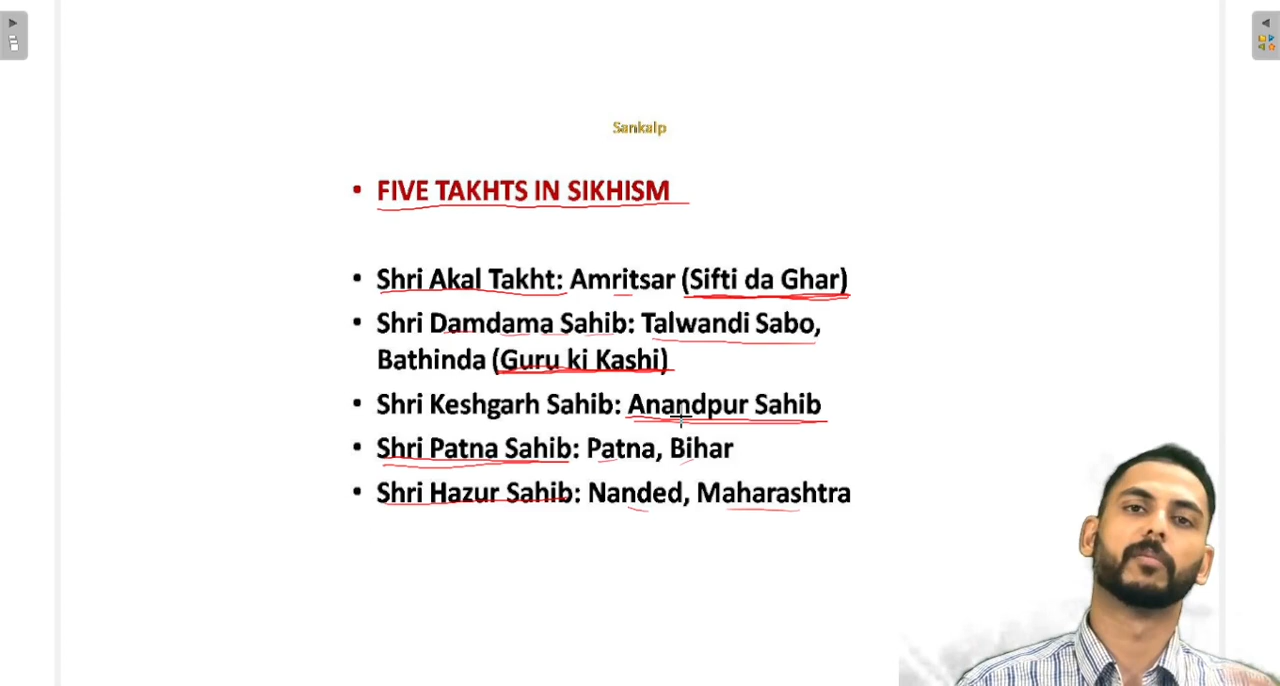 Sankalp
• FIVE TAKHTS IN SIKHISM
• Shri Akal Takht: Amritsar (Sifti da Ghar)
• Shri Damdama Sahib: Talwandi Sabo,
Bathinda (Guru ki Kashi)
• Shri Keshgarh Sahib: Anandpur Sahib
• Shri Patna Sahib: Patna, Bihar
• Shri Hazur Sahib: Nanded, Maharashtra